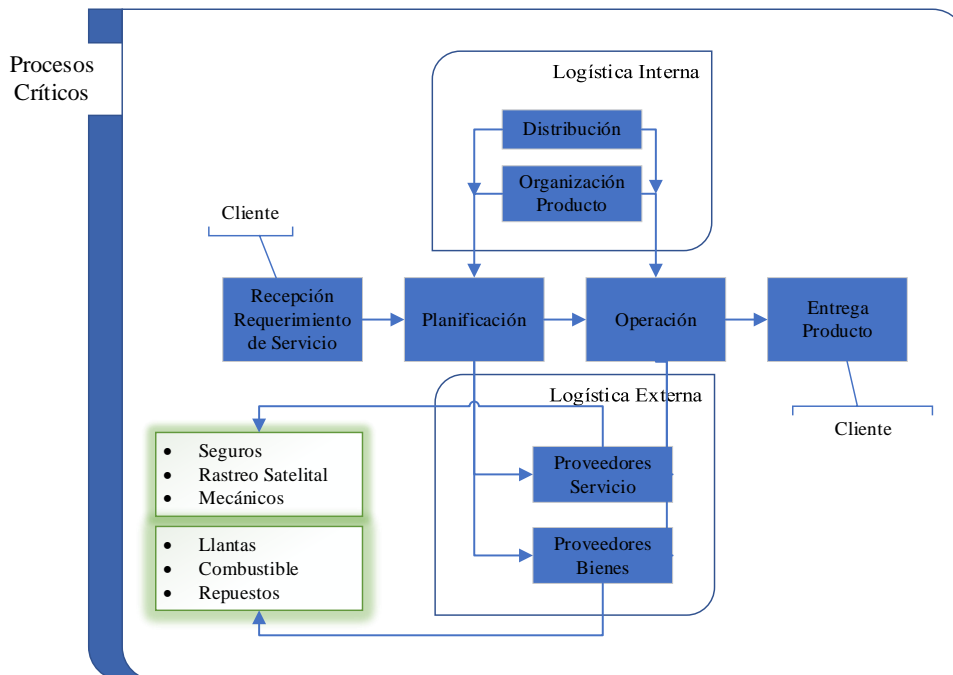 Procesos
Críticos
Logística Interna
Distribución
Organización
Producto
Cliente
Recepción
Requerimiento
de Servicio
Planificación
Operación
Entrega
Producto
Cliente
Logística Externa
Proveedores
Servicio
Proveedores
Bienes
• Seguros
• Rastreo Satelital
• Mecánicos
• Llantas
• Combustible
• Repuestos